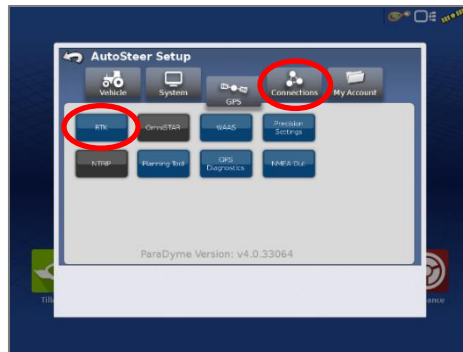 AutoSteer Setup
Vehicle System GPS Connections My Account
RTK OmniSTAR WAAS Precision Settings
NTRIP Planning Tool GPS Diagnostics NMEA Out
ParaDyme Version: v4.0.33064